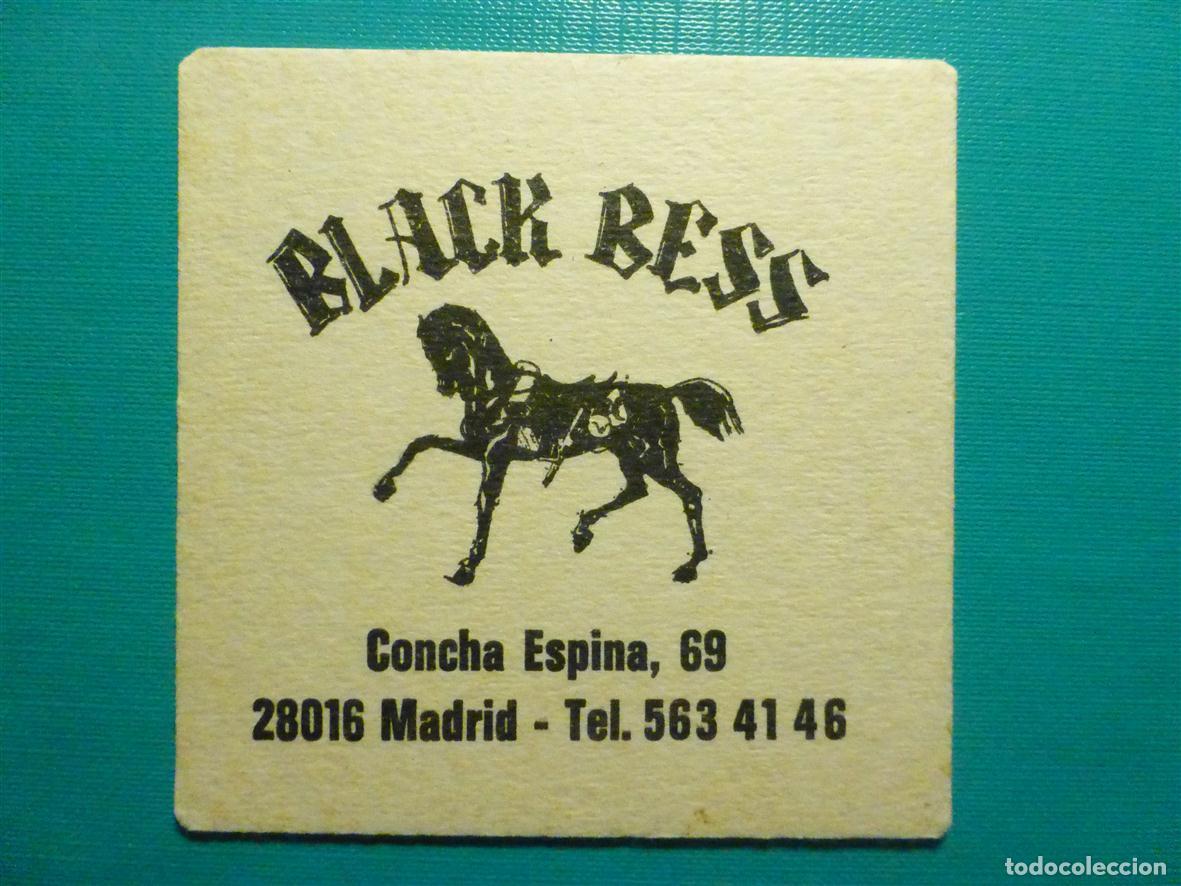 BLACK BESS
Concha Espina, 69
28016 Madrid - Tel. 563 41 46
todocoleccion